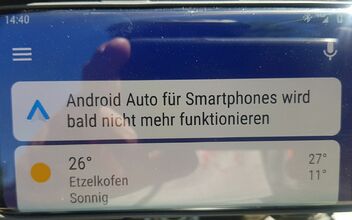 14:40
Android Auto für Smartphones wird
bald nicht mehr funktionieren
26° 27°
Etzelkofen 11°
Sonnig